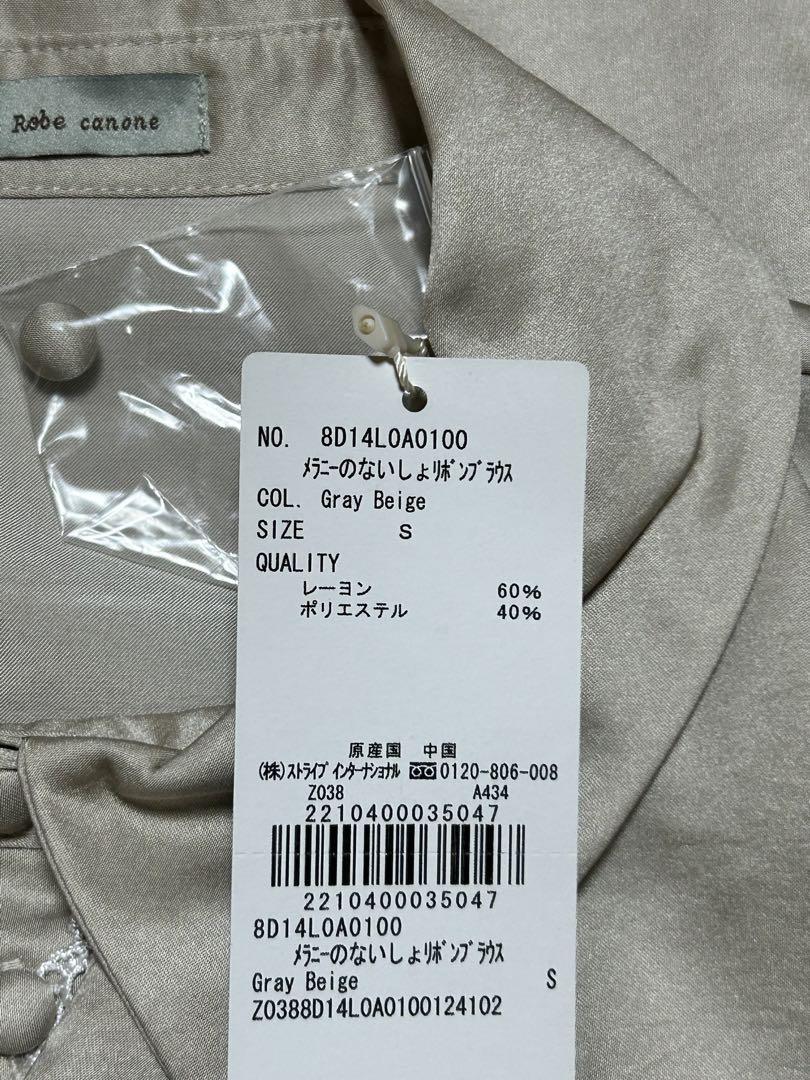 Robe canone
NO. 8D14L0A0100
ﾒﾗﾆｰのないしょﾘﾎﾞﾝﾌﾞﾗｳｽ
COL. Gray Beige
SIZE S
QUALITY
レーヨン 60%
ポリエステル 40%
原産国 中国
(株)ｽﾄﾗｲﾌﾟ ｲﾝﾀｰﾅｼｮﾅﾙ 0120-806-008
Z038 A434
2210400035047
2210400035047
8D14L0A0100
ﾒﾗﾆｰのないしょﾘﾎﾞﾝﾌﾞﾗｳｽ
Gray Beige S
Z0388D14L0A0100124102